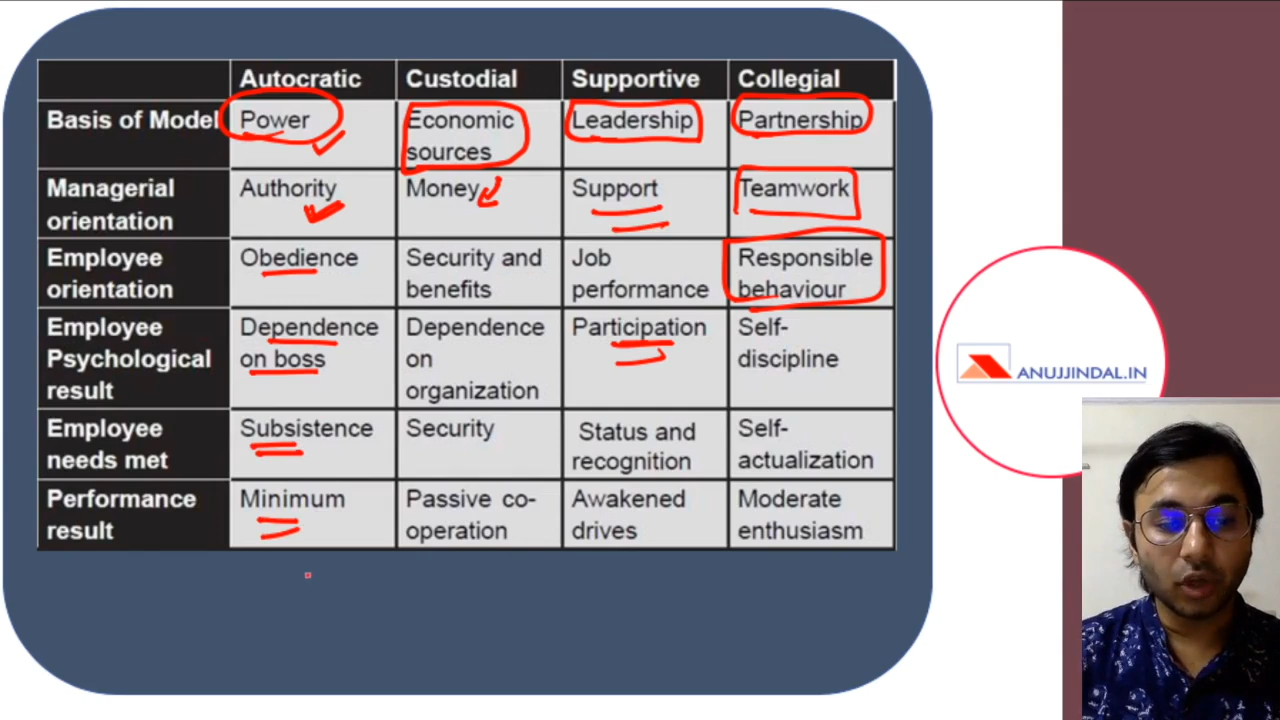 Autocratic Custodial Supportive Collegial
Basis of Model Power Economic sources Leadership Partnership
Managerial orientation Authority Money Support Teamwork
Employee orientation Obedience Security and benefits Job performance Responsible behaviour
Employee Psychological result Dependence on boss Dependence on organization Participation Self-discipline
Employee needs met Subsistence Security Status and recognition Self-actualization
Performance result Minimum Passive co-operation Awakened drives Moderate enthusiasm
ANUJJINDAL.IN